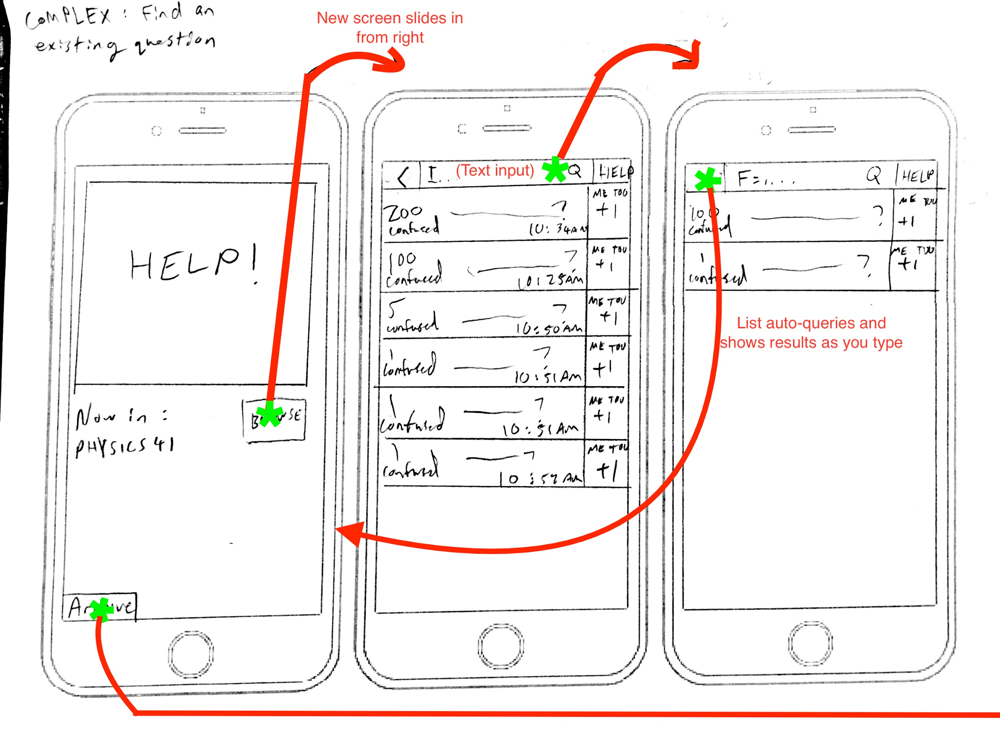 COMPLEX: Find an
existing question
New screen slides in
from right
HELP!
Now in:
PHYSICS 41
Archive
< I... (Text input) Q HELP
200
confused
?
10:34AM
ME TOO
+1
100
confused
?
10:25AM
ME TOO
+1
5
confused
?
10:50AM
ME TOO
+1
1
confused
?
10:51AM
ME TOO
+1
1
confused
?
10:51AM
ME TOO
+1
1
confused
?
10:52AM
ME TOO
+1
F=.... Q HELP
100
confused
?
ME TOO
+1
1
confused
?
ME TOO
+1
List auto-queries and
shows results as you type